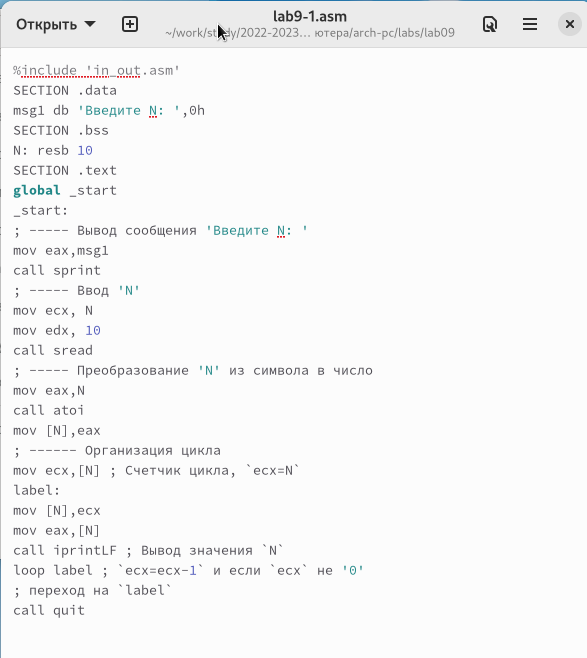 Открыть
lab9-1.asm
~/work/study/2022-2023… ютера/arch-pc/labs/lab09
%include 'in_out.asm'
SECTION .data
msg1 db 'Введите N: ',0h
SECTION .bss
N: resb 10
SECTION .text
global _start
_start:
; ----- Вывод сообщения 'Введите N: '
mov eax,msg1
call sprint
; ----- Ввод 'N'
mov ecx, N
mov edx, 10
call sread
; ----- Преобразование 'N' из символа в число
mov eax,N
call atoi
mov [N],eax
; ------ Организация цикла
mov ecx,[N] ; Счетчик цикла, `ecx=N`
label:
mov [N],ecx
mov eax,[N]
call iprintLF ; Вывод значения `N`
loop label ; `ecx=ecx-1` и если `ecx` не '0'
; переход на `label`
call quit